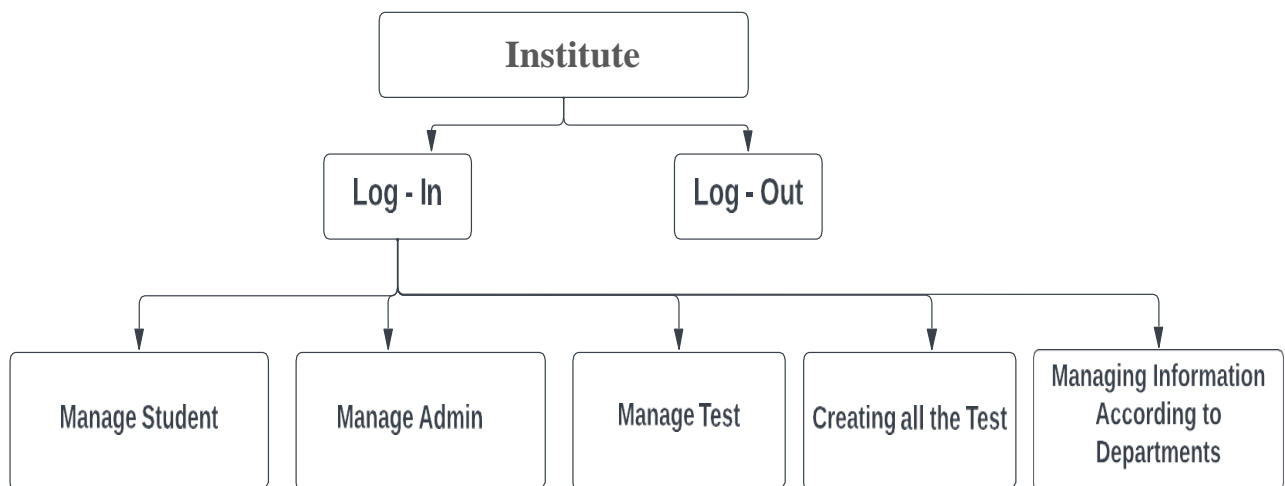 Institute
Log - In
Log - Out
Manage Student
Manage Admin
Manage Test
Creating all the Test
Managing Information
According to
Departments